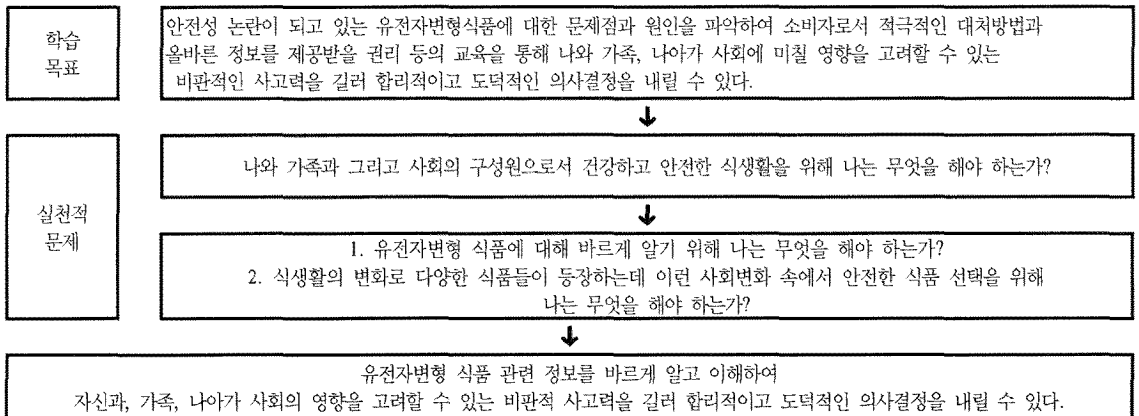 학습
목표
안전성 논란이 되고 있는 유전자변형식품에 대한 문제점과 원인을 파악하여 소비자로서 적극적인 대처방법과
올바른 정보를 제공받을 권리 등의 교육을 통해 나와 가족, 나아가 사회에 미칠 영향을 고려할 수 있는
비판적인 사고력을 길러 합리적이고 도덕적인 의사결정을 내릴 수 있다.
↓
실천적
문제
나와 가족과 그리고 사회의 구성원으로서 건강하고 안전한 식생활을 위해 나는 무엇을 해야 하는가?
↓
1. 유전자변형 식품에 대해 바르게 알기 위해 나는 무엇을 해야 하는가?
2. 식생활의 변화로 다양한 식품들이 등장하는데 이런 사회변화 속에서 안전한 식품 선택을 위해
나는 무엇을 해야 하는가?
↓
유전자변형 식품 관련 정보를 바르게 알고 이해하여
자신과, 가족, 나아가 사회의 영향을 고려할 수 있는 비판적 사고력을 길러 합리적이고 도덕적인 의사결정을 내릴 수 있다.